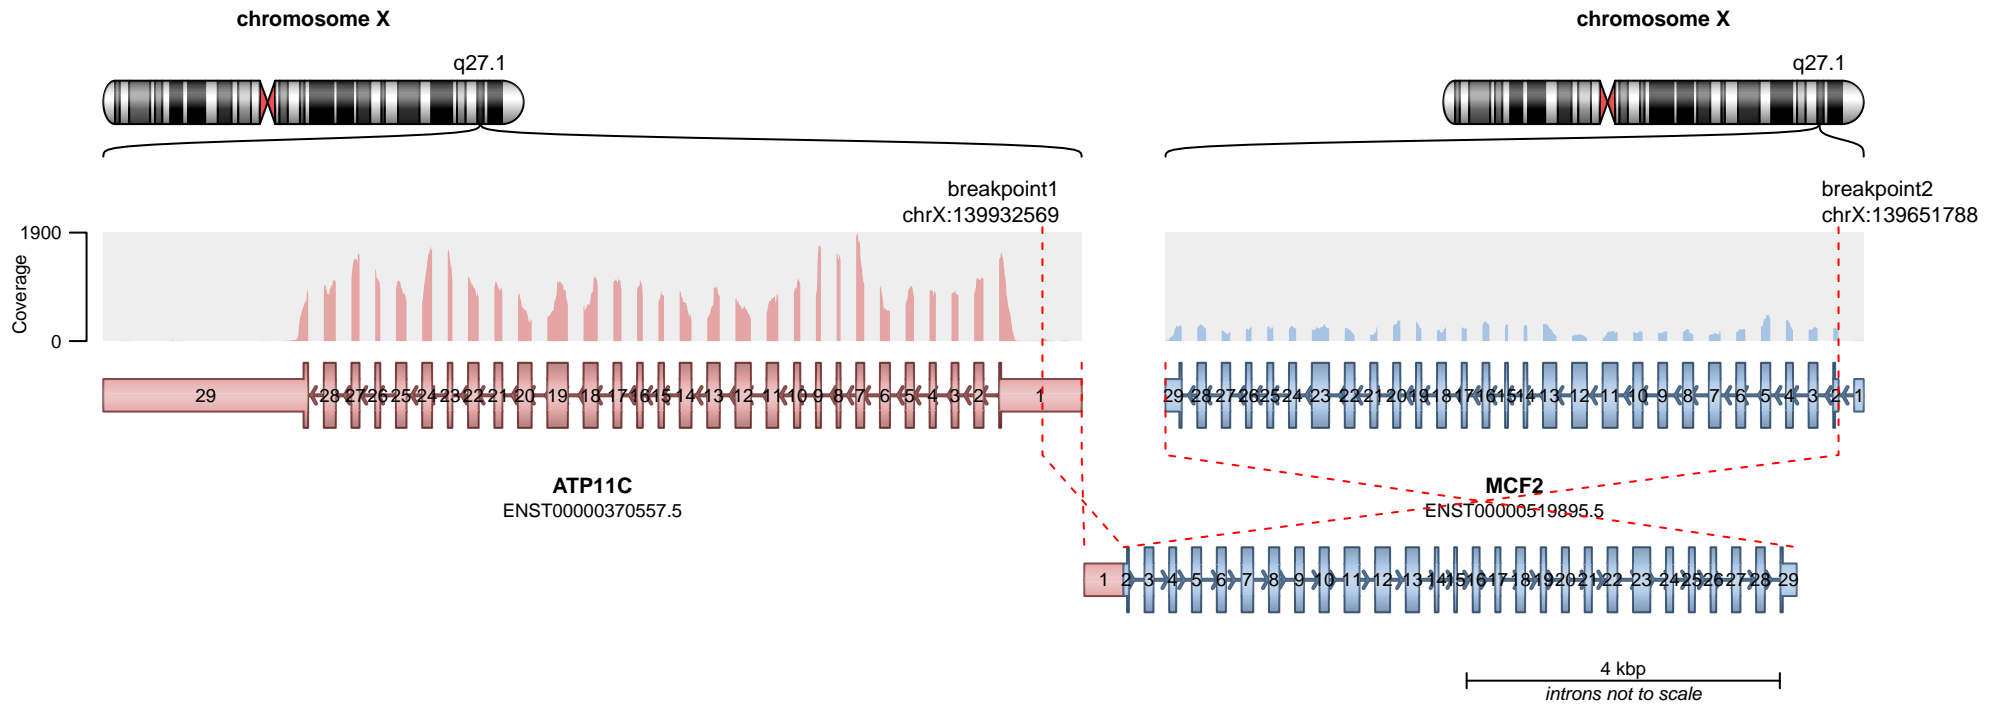 chromosome X
chromosome X
q27.1
q27.1
breakpoint1
chrX:139932569
breakpoint2
chrX:139651788
1900
0
Coverage
29 28 27 26 25 24 23 22 21 20 19 18 17 16 15 14 13 12 11 10 9 8 7 6 5 4 3 2 1
29 28 27 26 25 24 23 22 21 20 19 18 17 16 15 14 13 12 11 10 9 8 7 6 5 4 3 2 1
ATP11C
ENST00000370557.5
MCF2
ENST00000519895.5
1 2 3 4 5 6 7 8 9 10 11 12 13 14 15 16 17 18 19 20 21 22 23 24 25 26 27 28 29
4 kbp
introns not to scale